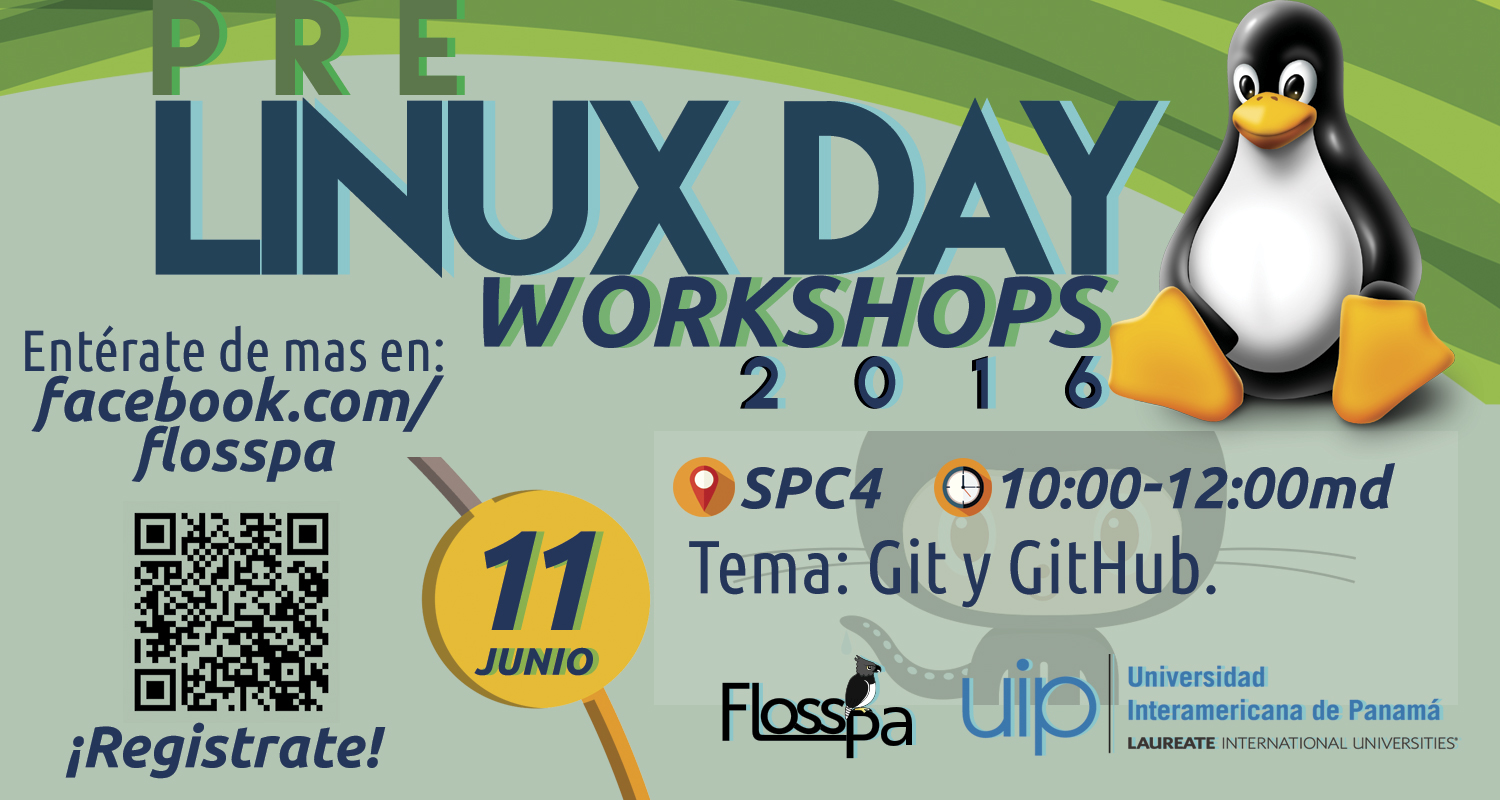 PRE
LINUX DAY
WORKSHOPS
2016
Entérate de mas en:
facebook.com/
flosspa
¡Registrate!
11
JUNIO
SPC4
10:00-12:00md
Tema: Git y GitHub.
Flosspa
uip
Universidad
Interamericana de Panamá
LAUREATE INTERNATIONAL UNIVERSITIES®